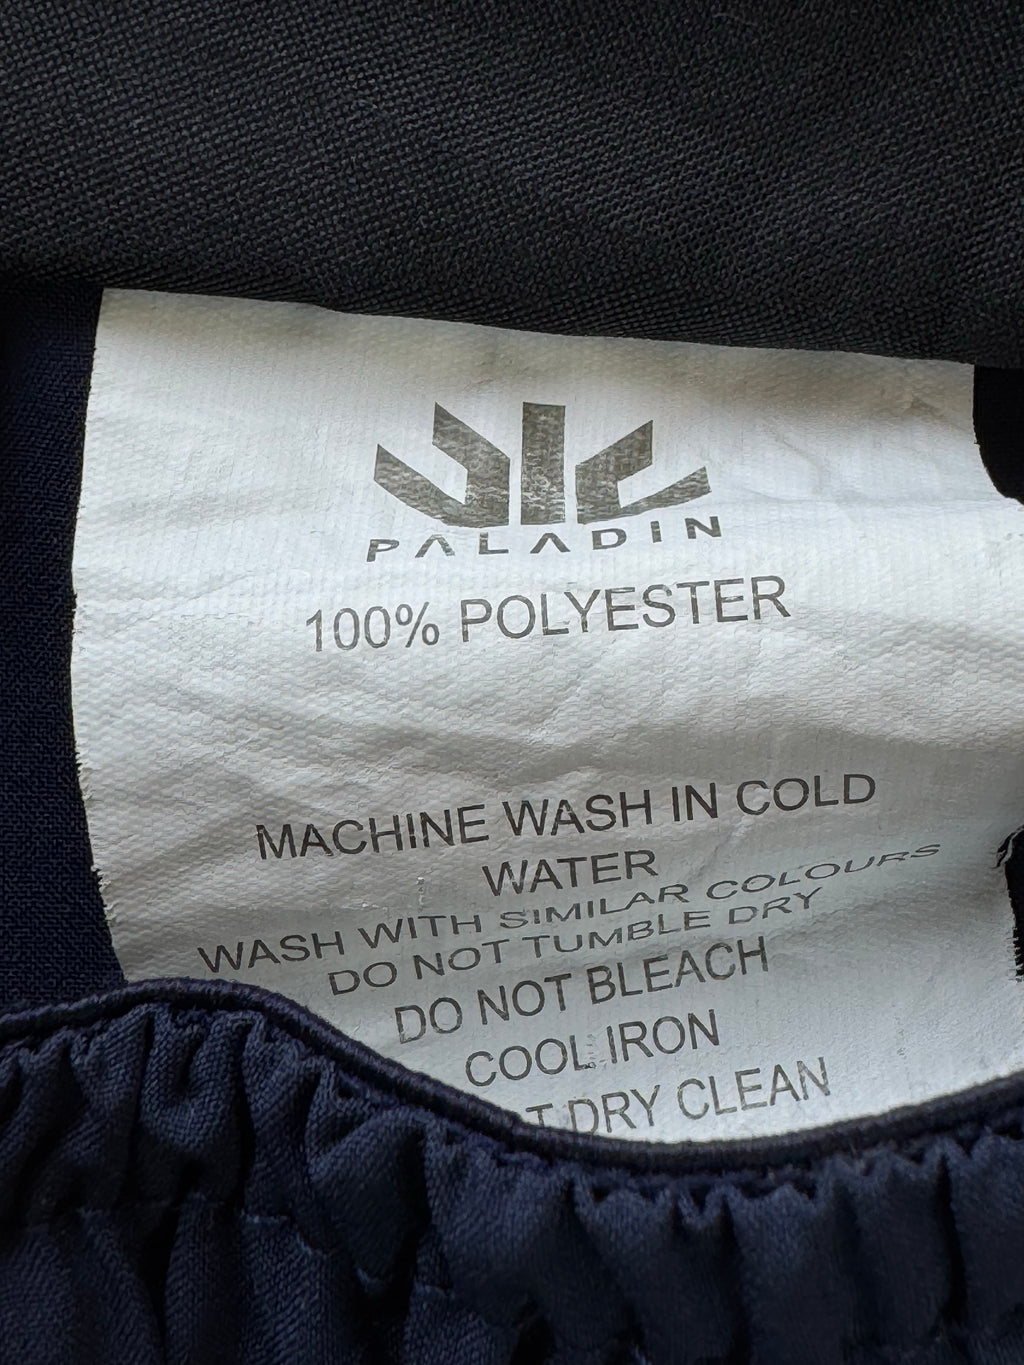 PALADIN
100% POLYESTER
MACHINE WASH IN COLD
WATER
WASH WITH SIMILAR COLOURS
DO NOT TUMBLE DRY
DO NOT BLEACH
COOL IRON
T DRY CLEAN